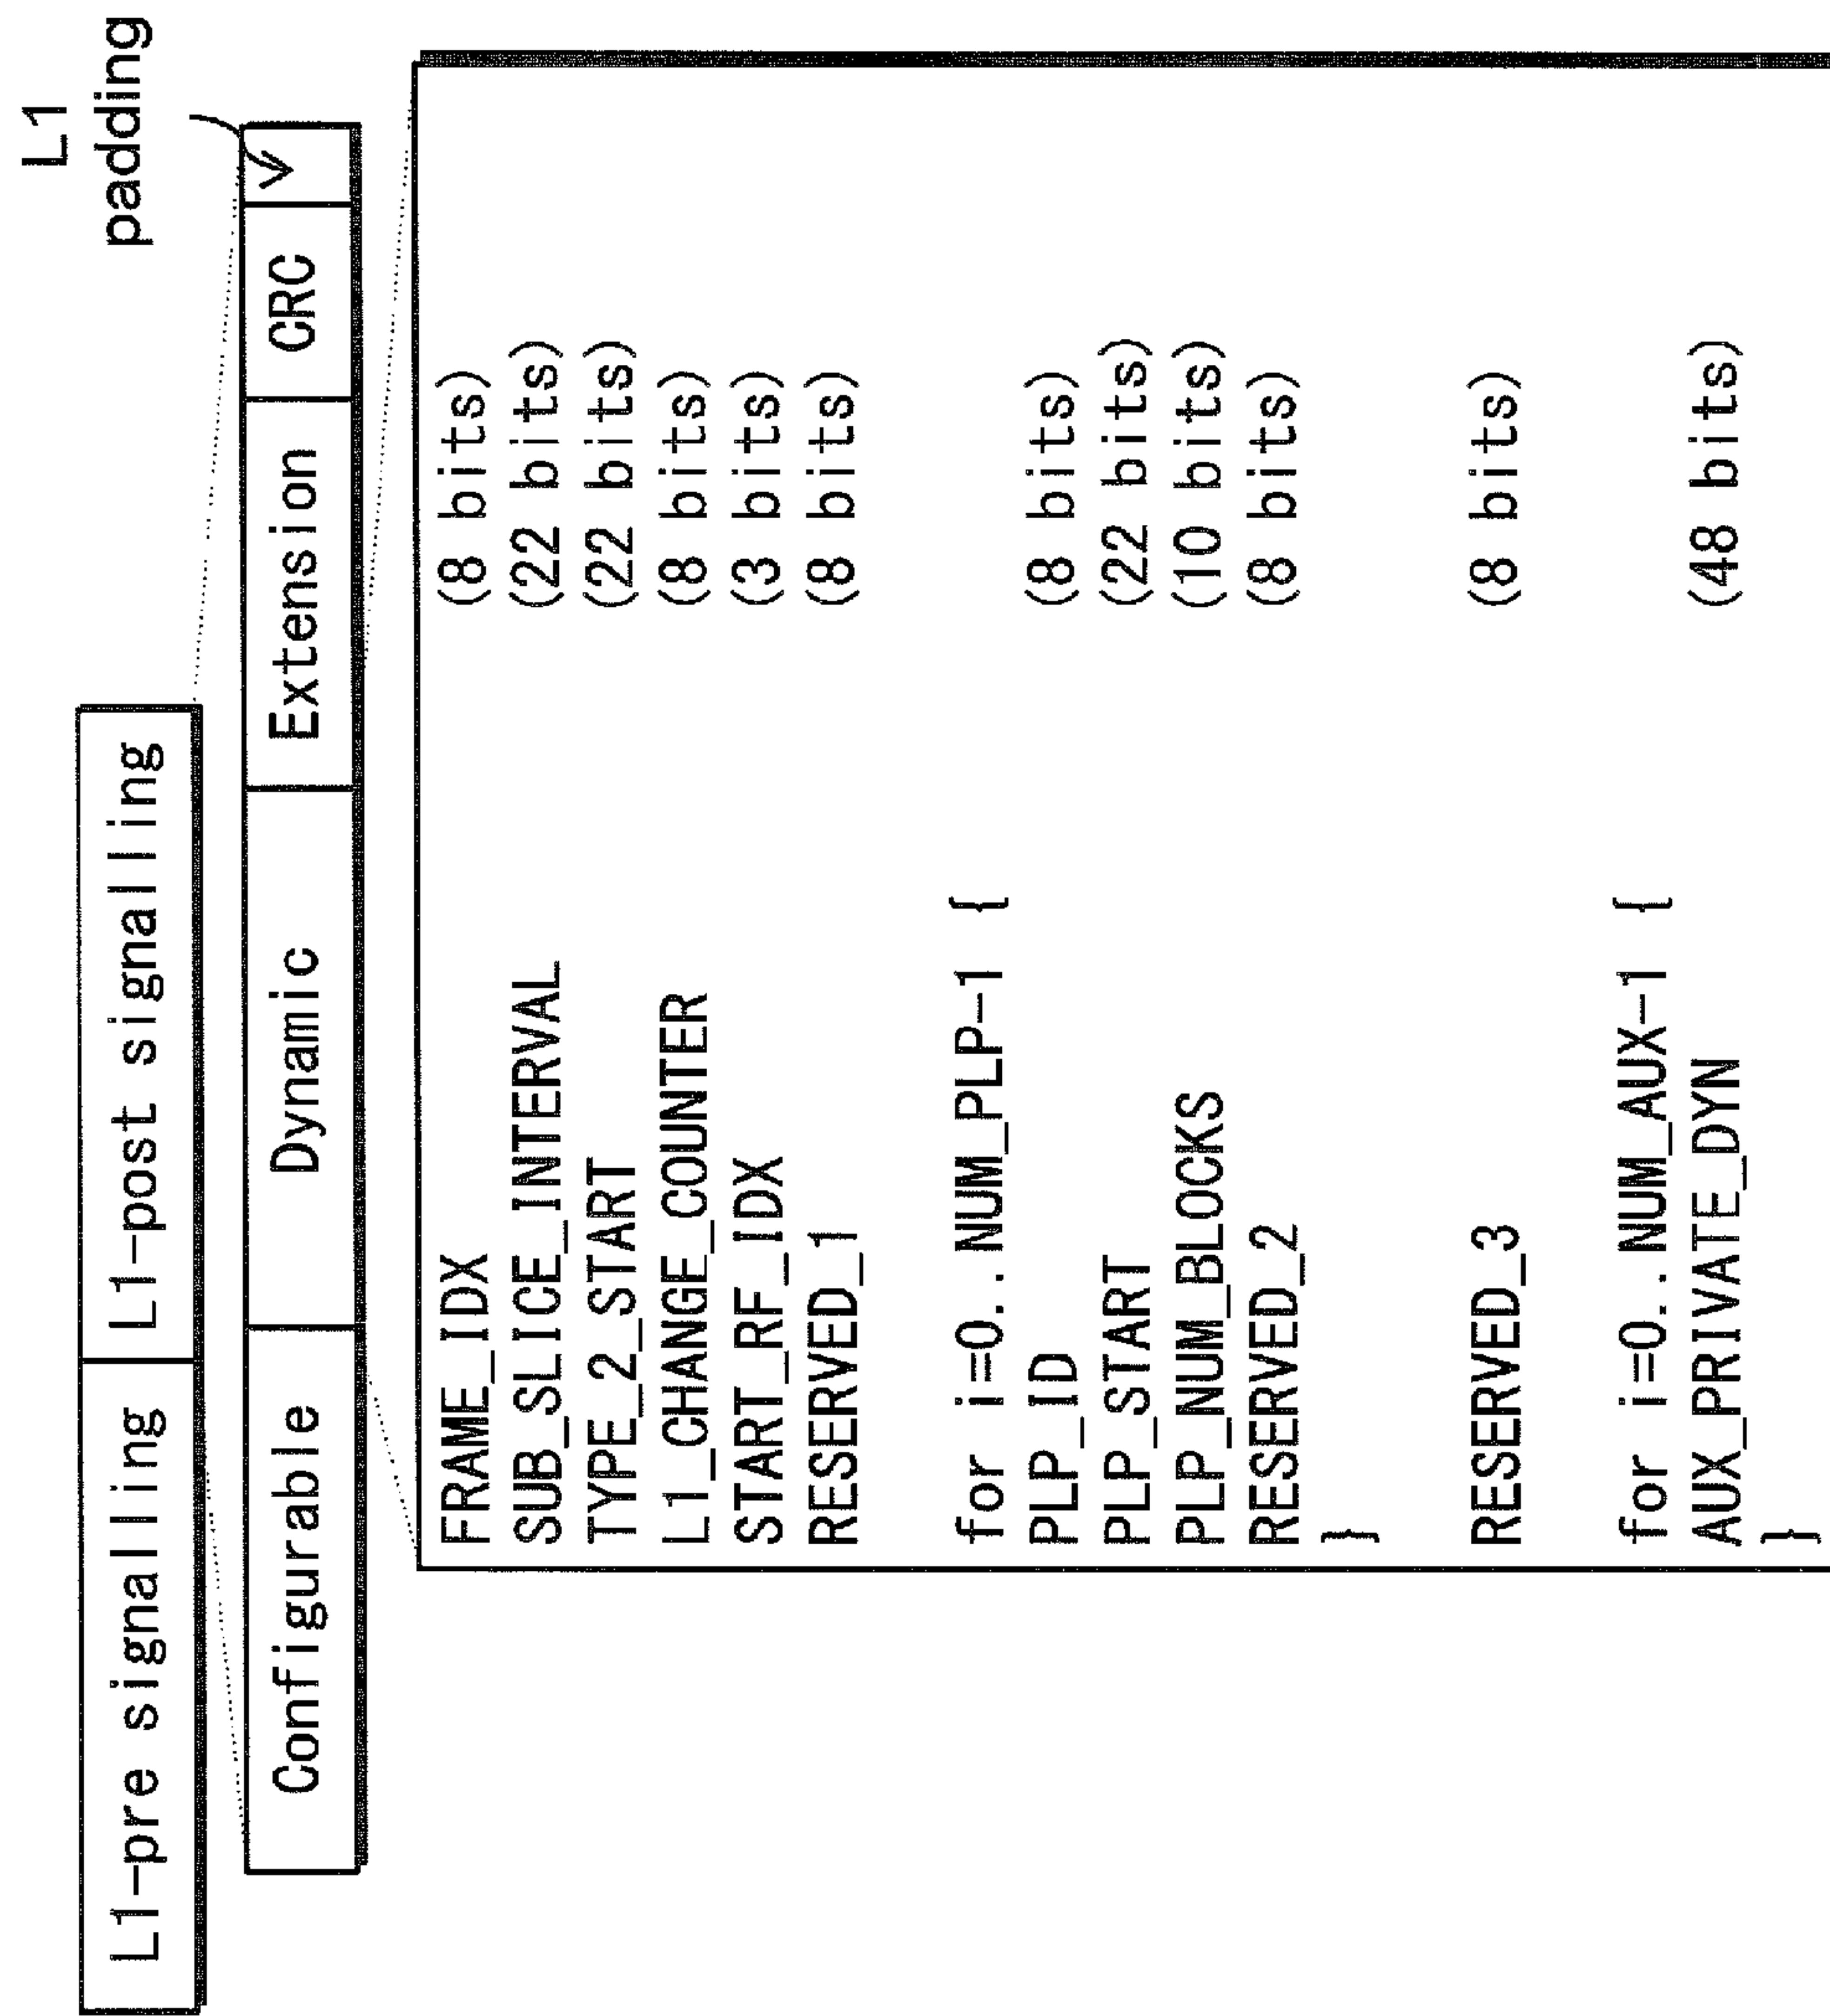 L1
padding
L1-pre signalling L1-post signalling
Configurable Dynamic Extension CRC
FRAME_IDX (8 bits)
SUB_SLICE_INTERVAL (22 bits)
TYPE_2_START (22 bits)
L1_CHANGE_COUNTER (8 bits)
START_RF_IDX (3 bits)
RESERVED_1 (8 bits)
for i=0..NUM_PLP-1 {
PLP_ID (8 bits)
PLP_START (22 bits)
PLP_NUM_BLOCKS (10 bits)
RESERVED_2 (8 bits)
}
RESERVED_3 (8 bits)
for i=0..NUM_AUX-1 {
AUX_PRIVATE_DYN (48 bits)
}